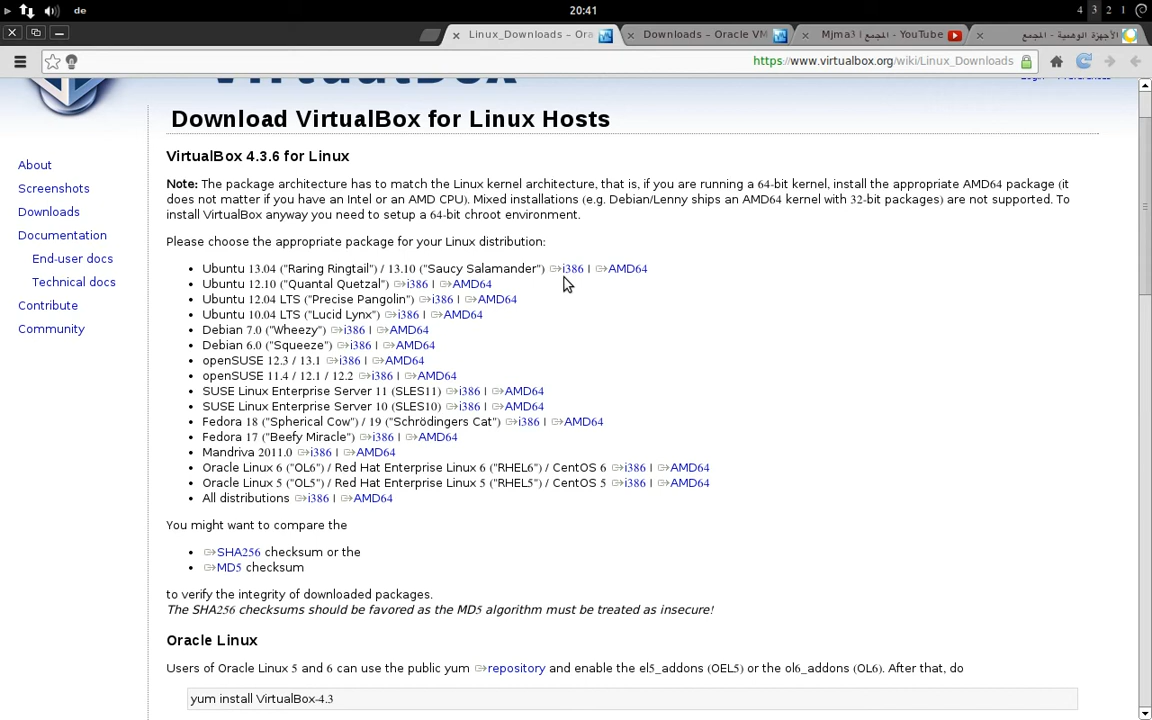 de
20:41
4 3 2 1
Linux_Downloads – Ora
Downloads – Oracle VM
Mjma3 المجمع | - YouTube
الأجهزة الوهمية - المجمع
https://www.virtualbox.org/wiki/Linux_Downloads
VirtualBox
Login Preferences
About
Screenshots
Downloads
Documentation
End-user docs
Technical docs
Contribute
Community
Download VirtualBox for Linux Hosts
VirtualBox 4.3.6 for Linux
Note: The package architecture has to match the Linux kernel architecture, that is, if you are running a 64-bit kernel, install the appropriate AMD64 package (it
does not matter if you have an Intel or an AMD CPU). Mixed installations (e.g. Debian/Lenny ships an AMD64 kernel with 32-bit packages) are not supported. To
install VirtualBox anyway you need to setup a 64-bit chroot environment.
Please choose the appropriate package for your Linux distribution:
• Ubuntu 13.04 ("Raring Ringtail") / 13.10 ("Saucy Salamander") i386 | AMD64
• Ubuntu 12.10 ("Quantal Quetzal") i386 | AMD64
• Ubuntu 12.04 LTS ("Precise Pangolin") i386 | AMD64
• Ubuntu 10.04 LTS ("Lucid Lynx") i386 | AMD64
• Debian 7.0 ("Wheezy") i386 | AMD64
• Debian 6.0 ("Squeeze") i386 | AMD64
• openSUSE 12.3 / 13.1 i386 | AMD64
• openSUSE 11.4 / 12.1 / 12.2 i386 | AMD64
• SUSE Linux Enterprise Server 11 (SLES11) i386 | AMD64
• SUSE Linux Enterprise Server 10 (SLES10) i386 | AMD64
• Fedora 18 ("Spherical Cow") / 19 ("Schrödingers Cat") i386 | AMD64
• Fedora 17 ("Beefy Miracle") i386 | AMD64
• Mandriva 2011.0 i386 | AMD64
• Oracle Linux 6 ("OL6") / Red Hat Enterprise Linux 6 ("RHEL6") / CentOS 6 i386 | AMD64
• Oracle Linux 5 ("OL5") / Red Hat Enterprise Linux 5 ("RHEL5") / CentOS 5 i386 | AMD64
• All distributions i386 | AMD64
You might want to compare the
• SHA256 checksum or the
• MD5 checksum
to verify the integrity of downloaded packages.
The SHA256 checksums should be favored as the MD5 algorithm must be treated as insecure!
Oracle Linux
Users of Oracle Linux 5 and 6 can use the public yum repository and enable the el5_addons (OEL5) or the ol6_addons (OL6). After that, do
yum install VirtualBox-4.3